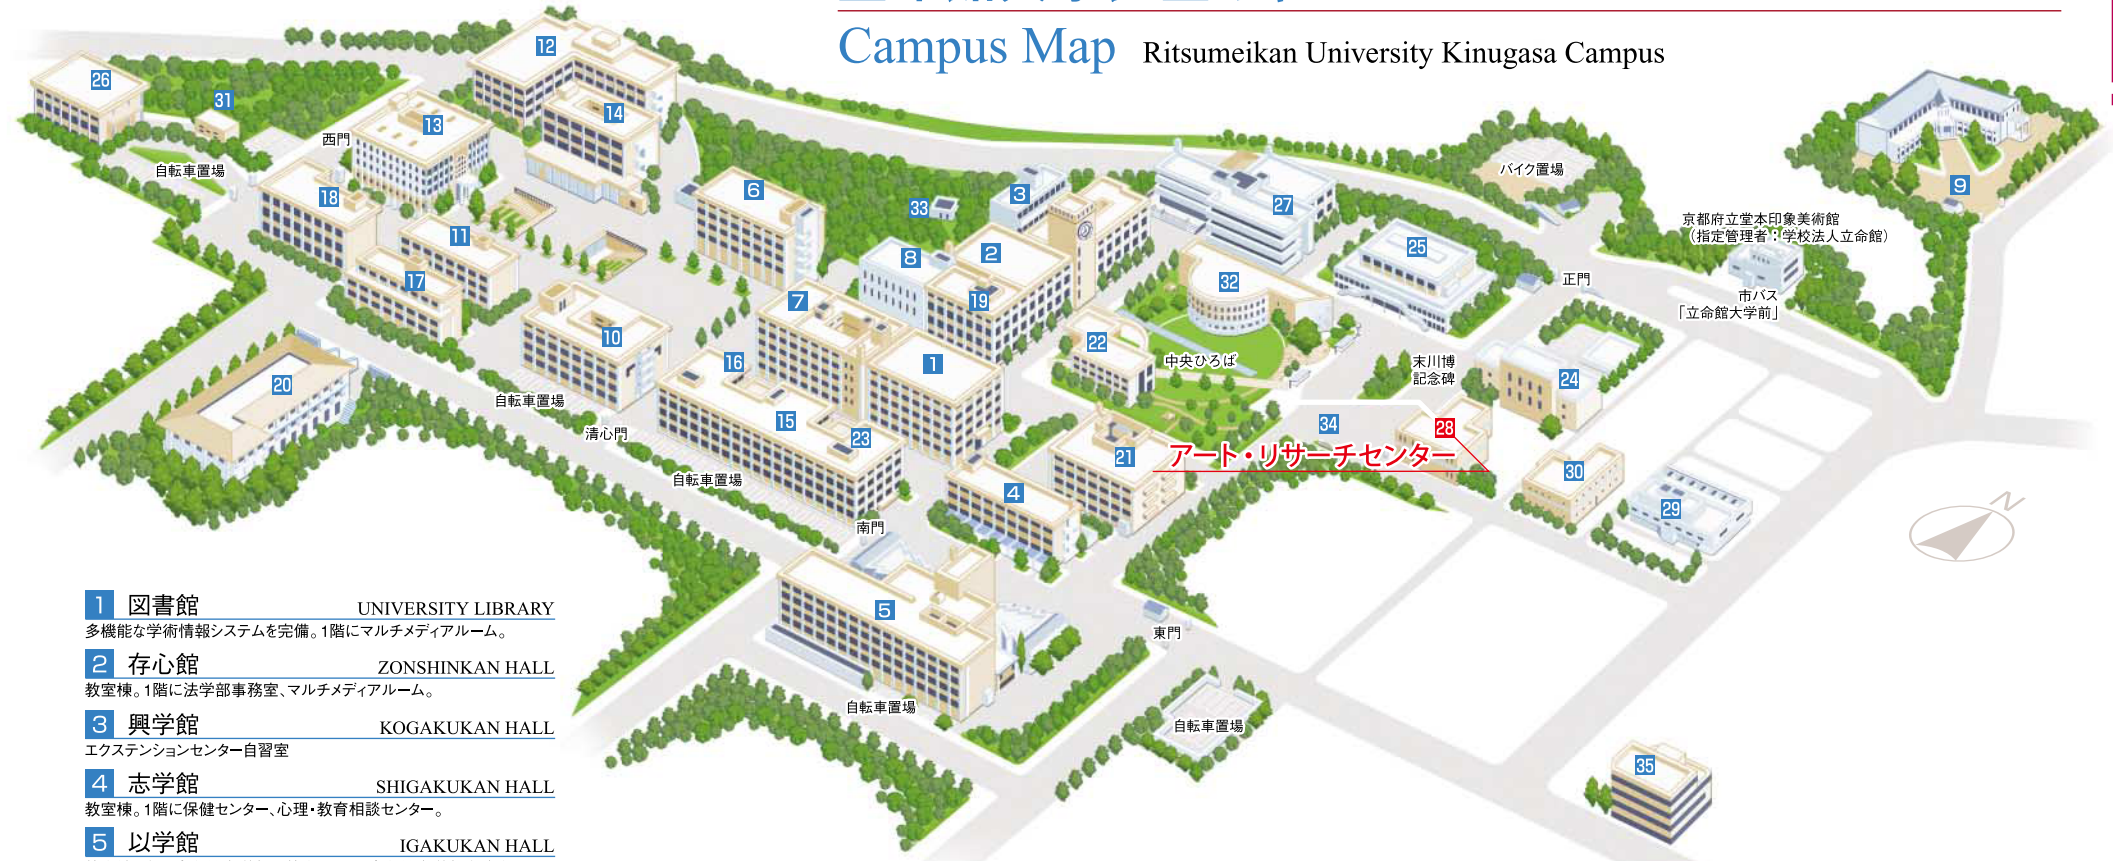 Campus Map Ritsumeikan University Kinugasa Campus
12
26
31
14
13
西門
自転車置場
バイク置場
6
3
9
18
33
27
京都府立堂本印象美術館
（指定管理者：学校法人立命館）
11
8
2
25
17
32
正門
市バス
「立命館大学前」
7
19
10
22
16
1
中央ひろば
末川博
記念碑
20
24
自転車置場
清心門
15
23
34
28
アート・リサーチセンター
21
30
自転車置場
4
29
N
南門
5
東門
自転車置場
自転車置場
35
1 図書館 UNIVERSITY LIBRARY
多機能な学術情報システムを完備。1階にマルチメディアルーム。
2 存心館 ZONSHINKAN HALL
教室棟。1階に法学部事務室、マルチメディアルーム。
3 興学館 KOGAKUKAN HALL
エクステンションセンター自習室
4 志学館 SHIGAKUKAN HALL
教室棟。1階に保健センター、心理・教育相談センター。
5 以学館 IGAKUKAN HALL